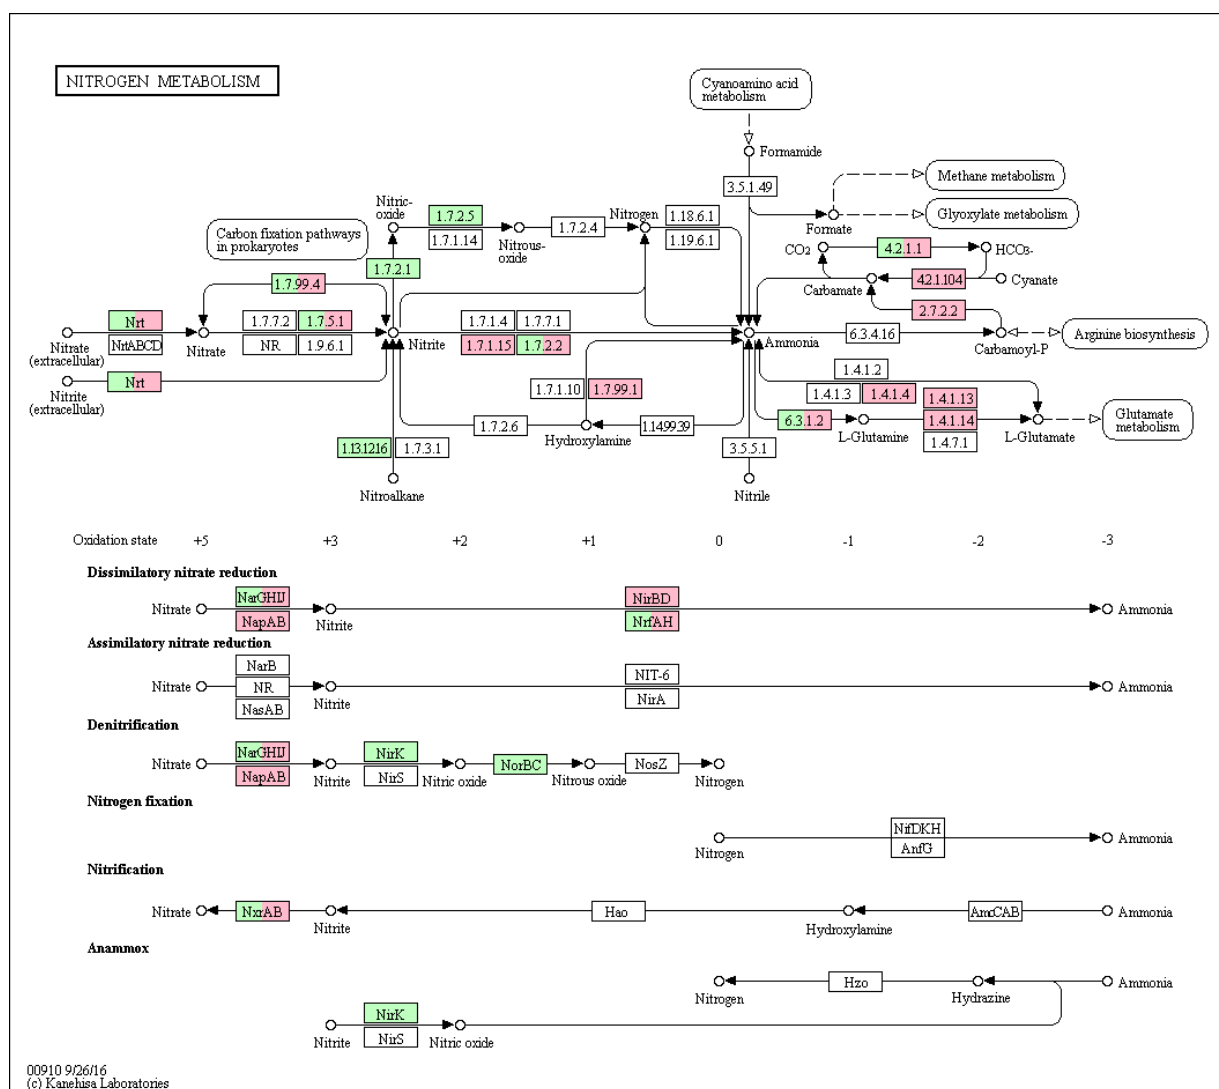 NITROGEN METABOLISM
Cyanoamino acid
metabolism
Formamide
3.5.1.49
Methane metabolism
Glyoxylate metabolism
Formate
Nitric-
oxide
1.7.2.5
1.7.1.14
Nitrous-
oxide
1.7.2.4
Nitrogen
1.18.6.1
1.19.6.1
Carbon fixation pathways
in prokaryotes
1.7.2.1
CO2
4.2.1.1
HCO3-
1.7.99.4
Carbamate
4.2.1.104
Cyanate
2.7.2.2
Nrt
NrtABCD
Nitrate
(extracellular)
Nitrate
1.7.7.2
1.7.5.1
NR
1.9.6.1
Nitrite
1.7.1.4
1.7.7.1
1.7.1.15
1.7.2.2
Ammonia
6.3.4.16
Carbamoyl-P
Arginine biosynthesis
Nrt
Nitrite
(extracellular)
1.7.1.10
1.7.99.1
1.4.1.2
1.4.1.3
1.4.1.4
1.4.1.13
1.4.1.14
1.4.7.1
6.3.1.2
L-Glutamine
L-Glutamate
Glutamate
metabolism
1.7.2.6
Hydroxylamine
1.14.99.39
1.13.12.16
1.7.3.1
3.5.5.1
Nitroalkane
Nitrile
Oxidation state +5 +3 +2 +1 0 -1 -2 -3
Dissimilatory nitrate reduction
NarGHIJ NirBD
Nitrate Nitrite Ammonia
NapAB NrfAH
Assimilatory nitrate reduction
NarB NIT-6
Nitrate NR Nitrite Ammonia
NasAB NirA
Denitrification
NarGHIJ NirK
Nitrate Nitrite Nitric oxide NorBC Nitrous oxide NosZ Nitrogen
NapAB NirS
Nitrogen fixation
NifDKH
Nitrogen Ammonia
AnfG
Nitrification
Nitrate NxrAB Nitrite Hao Hydroxylamine AmoCAB Ammonia
Anammox
Nitrogen Hzo Hydrazine Ammonia
NirK
Nitrite Nitric oxide
NirS
00910 9/26/16
(c) Kanehisa Laboratories